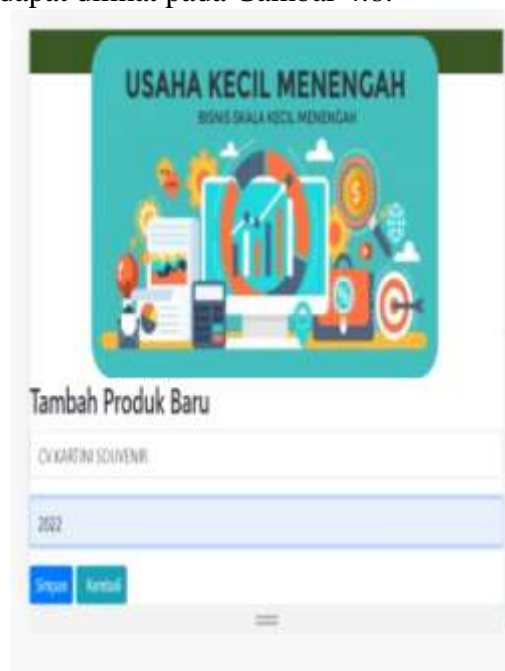 dapat dilihat pada Gambar 4.6.
USAHA KECIL MENENGAH
BISNIS SKALA KECIL MENENGAH
Tambah Produk Baru
CV.KARTINI SOUVENIR
2022
Simpan Kembali